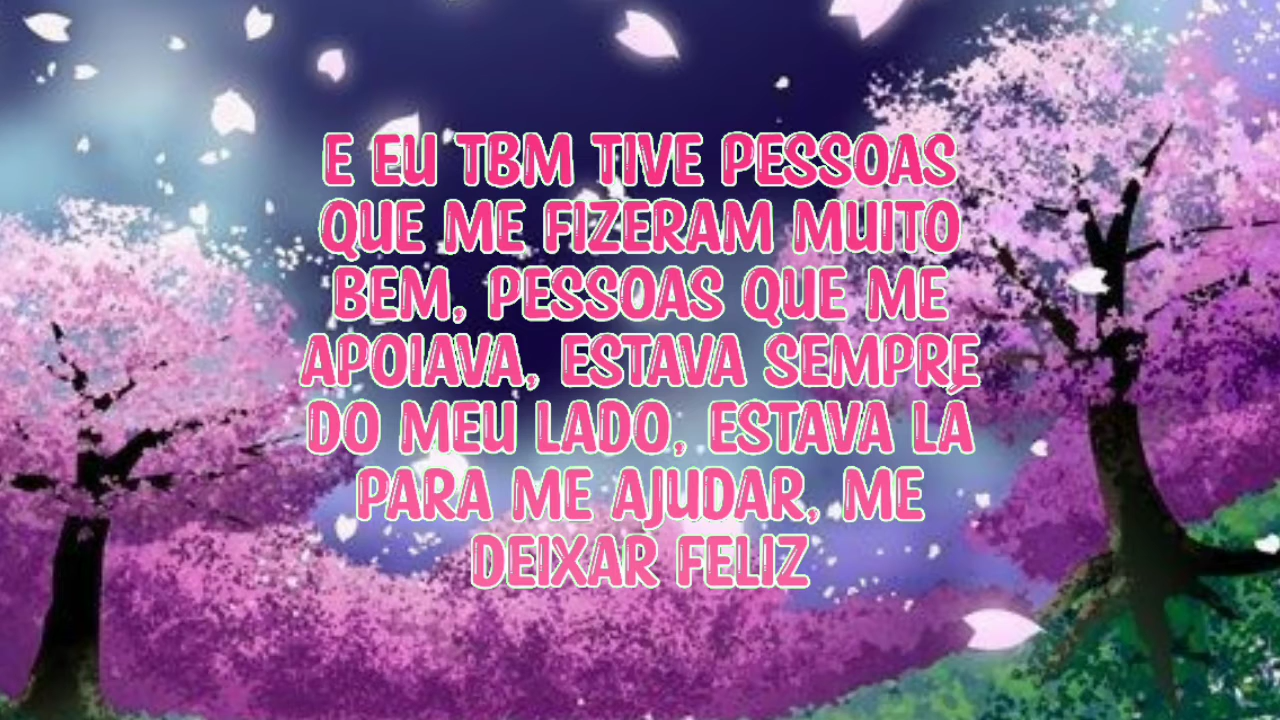 E EU TBM TIVE PESSOAS
QUE ME FIZERAM MUITO
BEM, PESSOAS QUE ME
APOIAVA, ESTAVA SEMPRE
DO MEU LADO, ESTAVA LÁ
PARA ME AJUDAR, ME
DEIXAR FELIZ